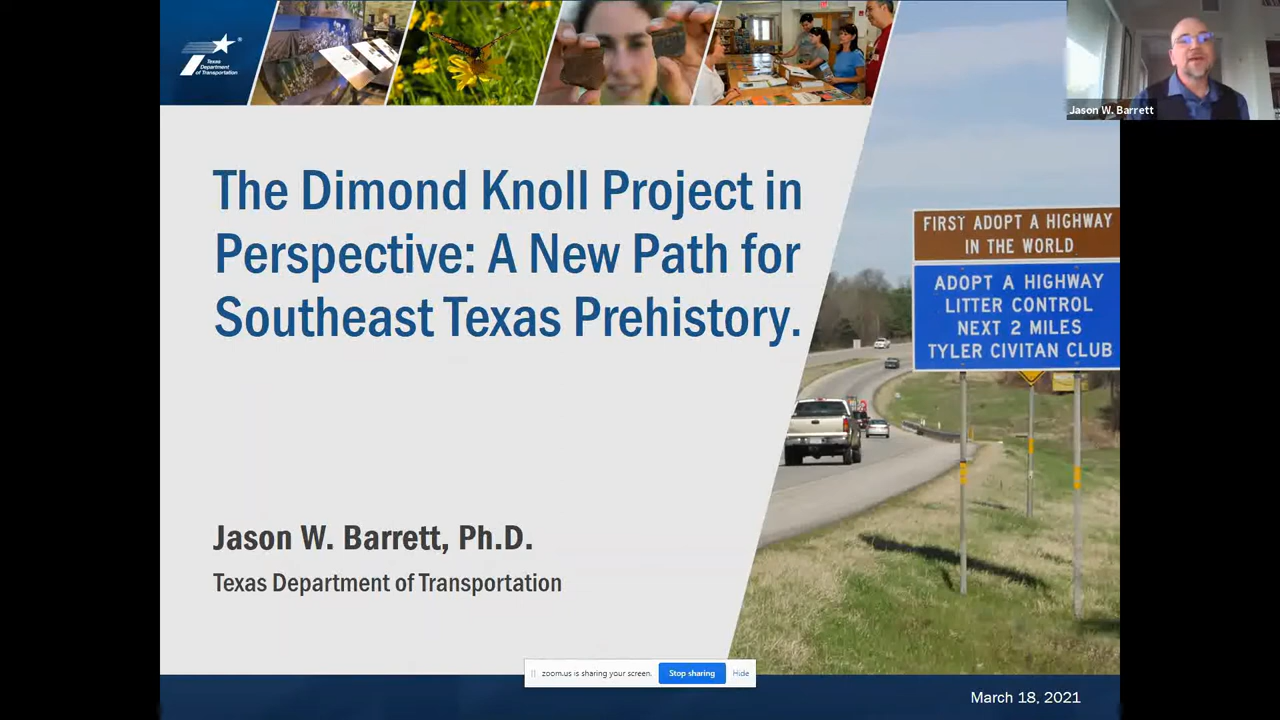 Texas
Department
of Transportation
Jason W. Barrett
The Dimond Knoll Project in
Perspective: A New Path for
Southeast Texas Prehistory.
FIRST ADOPT A HIGHWAY
IN THE WORLD
ADOPT A HIGHWAY
LITTER CONTROL
NEXT 2 MILES
TYLER CIVITAN CLUB
Jason W. Barrett, Ph.D.
Texas Department of Transportation
zoom.us is sharing your screen. Stop sharing Hide
March 18, 2021